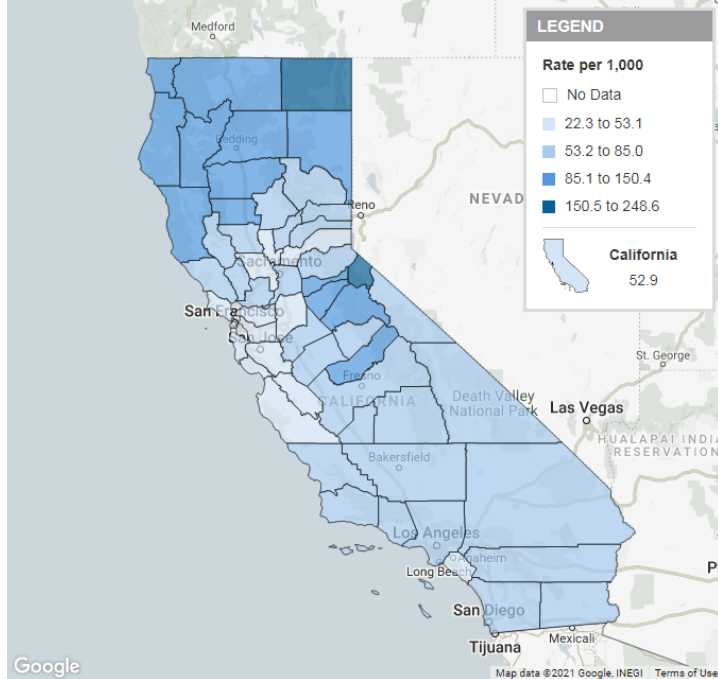 Medford
LEGEND
Rate per 1,000
No Data
22.3 to 53.1
53.2 to 85.0
85.1 to 150.4
150.5 to 248.6
California
52.9
Redding
Reno
NEVAD
Sacramento
San Francisco
San Jose
St. George
Fresno
CALIFORNIA
Death Valley
National Park
Las Vegas
HUALAPAI INDIA
RESERVATION
Bakersfield
Los Angeles
Anaheim
Long Beach
P
San Diego
Tijuana
Mexicali
Google
Map data ©2021 Google, INEGI
Terms of Use